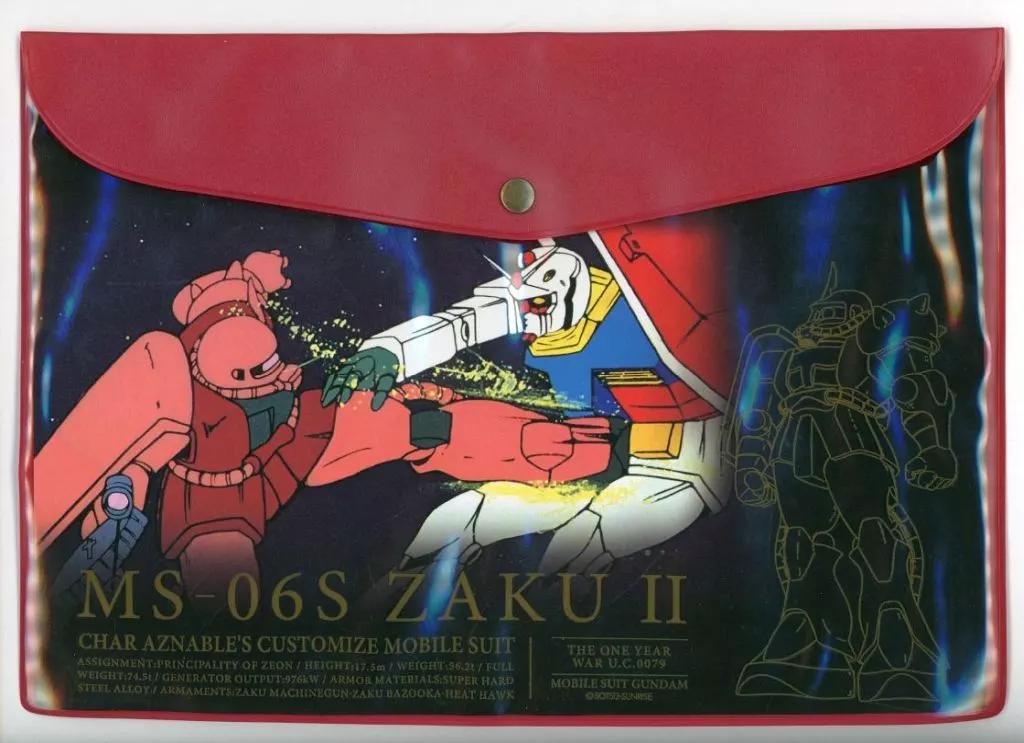 MS-06S ZAKU II
CHAR AZNABLE'S CUSTOMIZE MOBILE SUIT
ASSIGNMENT:PRINCIPALITY OF ZEON / HEIGHT:17.5m / WEIGHT:56.2t / FULL
WEIGHT:74.5t / GENERATOR OUTPUT:976kW / ARMOR MATERIALS:SUPER HARD
STEEL ALLOY / ARMAMENTS:ZAKU MACHINEGUN·ZAKU BAZOOKA·HEAT HAWK
THE ONE YEAR
WAR U.C.0079
MOBILE SUIT GUNDAM
©SOTSU·SUNRISE